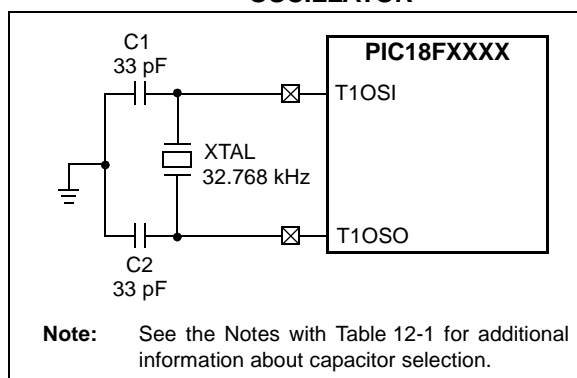 OSCILLATOR
C1
33 pF
PIC18FXXXX
T1OSI
XTAL
32.768 kHz
T1OSO
C2
33 pF
Note: See the Notes with Table 12-1 for additional
information about capacitor selection.